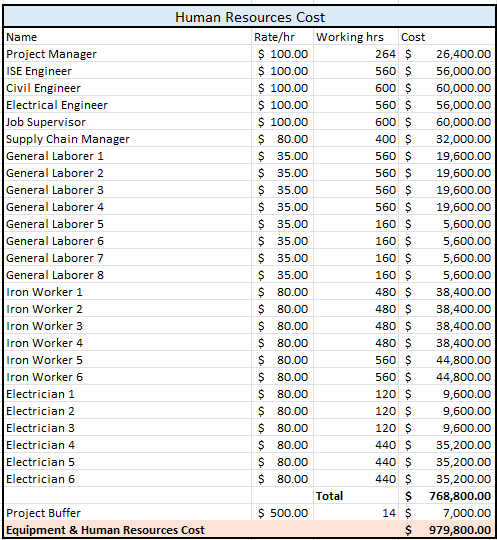 Human Resources Cost
Name Rate/hr Working hrs Cost
Project Manager $ 100.00 264 $ 26,400.00
ISE Engineer $ 100.00 560 $ 56,000.00
Civil Engineer $ 100.00 600 $ 60,000.00
Electrical Engineer $ 100.00 560 $ 56,000.00
Job Supervisor $ 100.00 600 $ 60,000.00
Supply Chain Manager $ 80.00 400 $ 32,000.00
General Laborer 1 $ 35.00 560 $ 19,600.00
General Laborer 2 $ 35.00 560 $ 19,600.00
General Laborer 3 $ 35.00 560 $ 19,600.00
General Laborer 4 $ 35.00 560 $ 19,600.00
General Laborer 5 $ 35.00 160 $ 5,600.00
General Laborer 6 $ 35.00 160 $ 5,600.00
General Laborer 7 $ 35.00 160 $ 5,600.00
General Laborer 8 $ 35.00 160 $ 5,600.00
Iron Worker 1 $ 80.00 480 $ 38,400.00
Iron Worker 2 $ 80.00 480 $ 38,400.00
Iron Worker 3 $ 80.00 480 $ 38,400.00
Iron Worker 4 $ 80.00 480 $ 38,400.00
Iron Worker 5 $ 80.00 560 $ 44,800.00
Iron Worker 6 $ 80.00 560 $ 44,800.00
Electrician 1 $ 80.00 120 $ 9,600.00
Electrician 2 $ 80.00 120 $ 9,600.00
Electrician 3 $ 80.00 120 $ 9,600.00
Electrician 4 $ 80.00 440 $ 35,200.00
Electrician 5 $ 80.00 440 $ 35,200.00
Electrician 6 $ 80.00 440 $ 35,200.00
Total $ 768,800.00
Project Buffer $ 500.00 14 $ 7,000.00
Equipment & Human Resources Cost $ 979,800.00